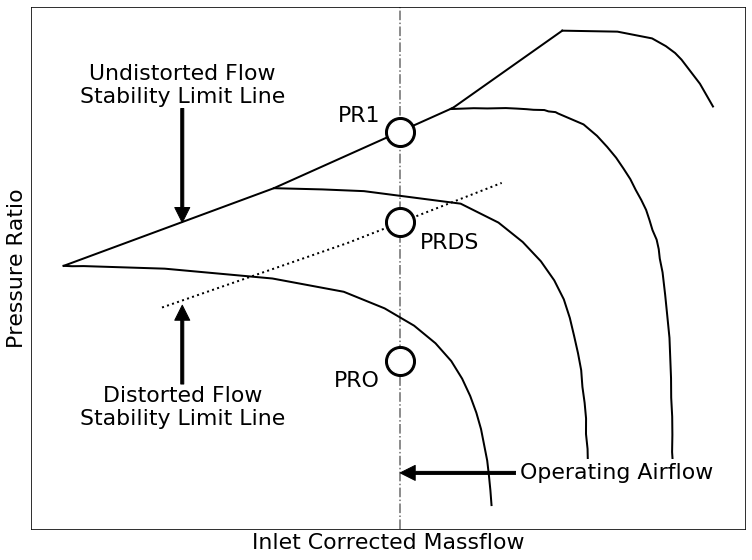 Undistorted Flow
Stability Limit Line
PR1
PRDS
Pressure Ratio
PRO
Distorted Flow
Stability Limit Line
Operating Airflow
Inlet Corrected Massflow